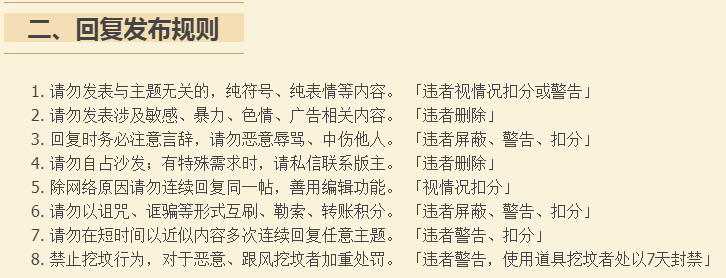 二、回复发布规则
1. 请勿发表与主题无关的，纯符号、纯表情等内容。 「违者视情况扣分或警告」
2. 请勿发表涉及敏感、暴力、色情、广告相关内容。 「违者删除」
3. 回复时务必注意言辞，请勿恶意辱骂、中伤他人。 「违者屏蔽、警告、扣分」
4. 请勿自占沙发；有特殊需求时，请私信联系版主。 「违者删除」
5. 除网络原因请勿连续回复同一帖，善用编辑功能。 「视情况扣分」
6. 请勿以诅咒、诓骗等形式互刷、勒索、转账积分。 「违者屏蔽、警告、扣分」
7. 请勿在短时间以近似内容多次连续回复任意主题。 「违者警告、扣分」
8. 禁止挖坟行为，对于恶意、跟风挖坟者加重处罚。 「违者警告，使用道具挖坟者处以7天封禁」